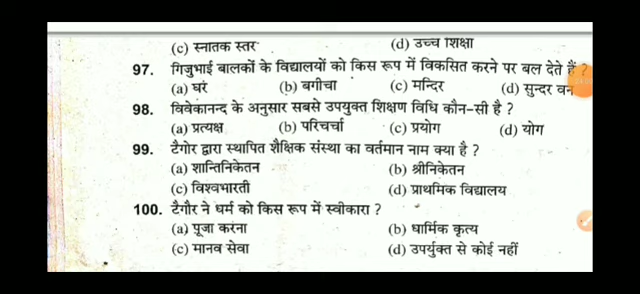 (c) स्नातक स्तर (d) उच्च शिक्षा
97. गिजुभाई बालकों के विद्यालयों को किस रूप में विकसित करने पर बल देते हैं ?
(a) घर (b) बगीचा (c) मन्दिर (d) सुन्दर वन
98. विवेकानन्द के अनुसार सबसे उपयुक्त शिक्षण विधि कौन-सी है ?
(a) प्रत्यक्ष (b) परिचर्चा (c) प्रयोग (d) योग
99. टैगोर द्वारा स्थापित शैक्षिक संस्था का वर्तमान नाम क्या है ?
(a) शान्तिनिकेतन (b) श्रीनिकेतन
(c) विश्वभारती (d) प्राथमिक विद्यालय
100. टैगौर ने धर्म को किस रूप में स्वीकारा ?
(a) पूजा करना (b) धार्मिक कृत्य
(c) मानव सेवा (d) उपर्युक्त से कोई नहीं